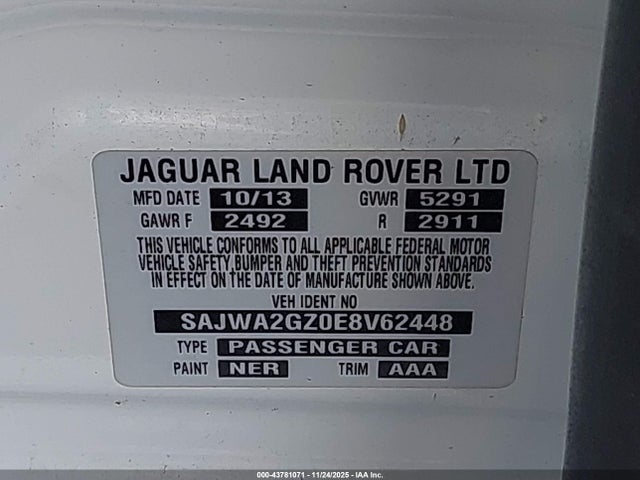 JAGUAR LAND ROVER LTD
MFD DATE 10/13 GVWR 5291
GAWR F 2492 R 2911
THIS VEHICLE CONFORMS TO ALL APPLICABLE FEDERAL MOTOR
VEHICLE SAFETY, BUMPER AND THEFT PREVENTION STANDARDS
IN EFFECT ON THE DATE OF MANUFACTURE SHOWN ABOVE.
VEH IDENT NO
SAJWA2GZ0E8V62448
TYPE PASSENGER CAR
PAINT NER TRIM AAA
000-43781071 - 11/24/2025 - IAA Inc.